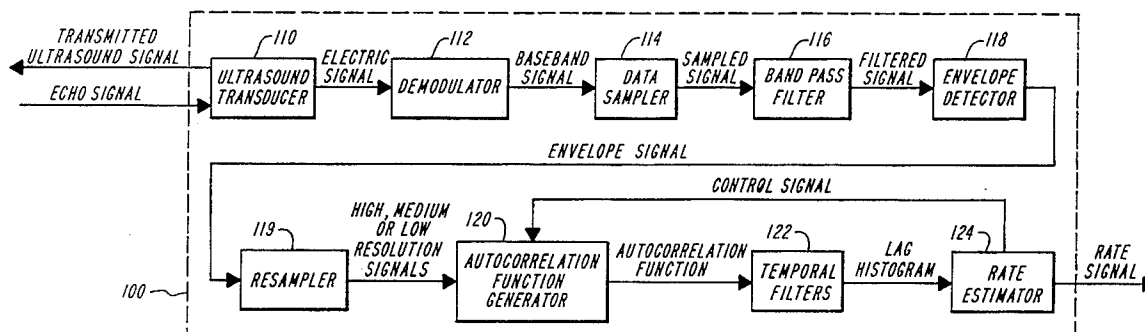 TRANSMITTED
ULTRASOUND SIGNAL
ECHO SIGNAL
110
ULTRASOUND
TRANSDUCER
ELECTRIC
SIGNAL
112
DEMODULATOR
BASEBAND
SIGNAL
114
DATA
SAMPLER
SAMPLED
SIGNAL
116
BAND PASS
FILTER
FILTERED
SIGNAL
118
ENVELOPE
DETECTOR
ENVELOPE SIGNAL
CONTROL SIGNAL
119
RESAMPLER
HIGH, MEDIUM
OR LOW
RESOLUTION
SIGNALS
120
AUTOCORRELATION
FUNCTION
GENERATOR
AUTOCORRELATION
FUNCTION
122
TEMPORAL
FILTERS
LAG
HISTOGRAM
124
RATE
ESTIMATOR
RATE
SIGNAL
100